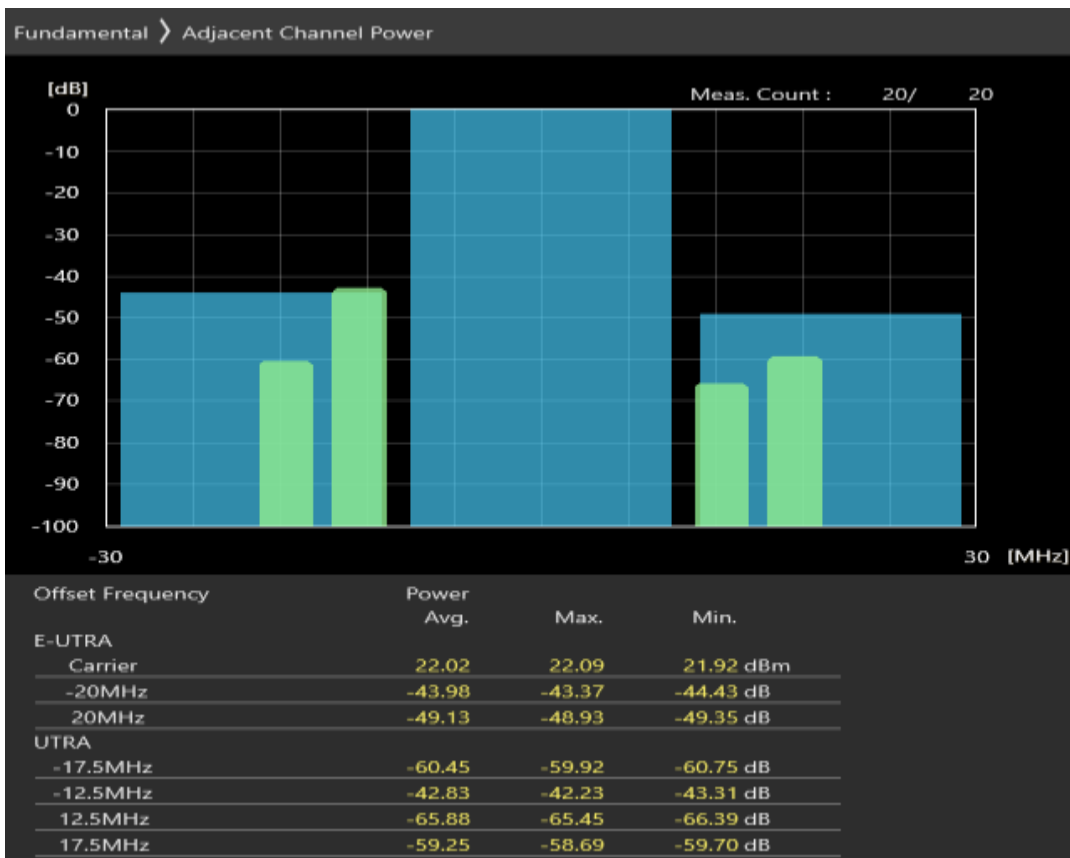 Fundamental 〉 Adjacent Channel Power
[dB]
Meas. Count : 20/ 20
0
-10
-20
-30
-40
-50
-60
-70
-80
-90
-100
-30 30 [MHz]
Offset Frequency Power
Avg. Max. Min.
E-UTRA
Carrier 22.02 22.09 21.92 dBm
-20MHz -43.98 -43.37 -44.43 dB
20MHz -49.13 -48.93 -49.35 dB
UTRA
-17.5MHz -60.45 -59.92 -60.75 dB
-12.5MHz -42.83 -42.23 -43.31 dB
12.5MHz -65.88 -65.45 -66.39 dB
17.5MHz -59.25 -58.69 -59.70 dB